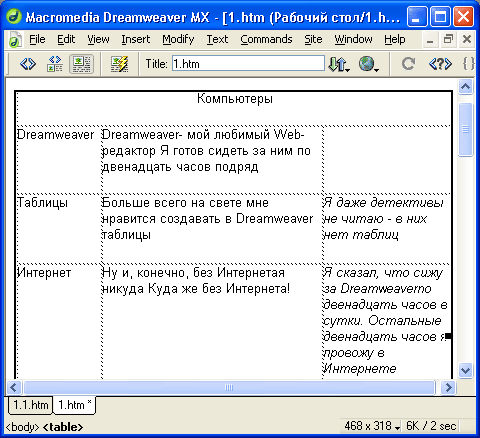 Macromedia Dreamweaver MX - [1.htm (Рабочий стол/1.h...
File Edit View Insert Modify Text Commands Site Window Help
Title: 1.htm
Компьютеры
Dreamweaver
Dreamweaver- мой любимый Web-
редактор Я готов сидеть за ним по
двенадцать часов подряд
Таблицы
Больше всего на свете мне
нравится создавать в Dreamweaver
таблицы
Я даже детективы
не читаю - в них
нет таблиц
Интернет
Ну и, конечно, без Интернетая
никуда Куда же без Интернета!
Я сказал, что сижу
за Dreamweaverпо
двенадцать часов в
сутки. Остальные
двенадцать часов я
провожу в
Интернете
1.1.htm 1.htm*
<body> <table> 468 x 318 6K / 2 sec